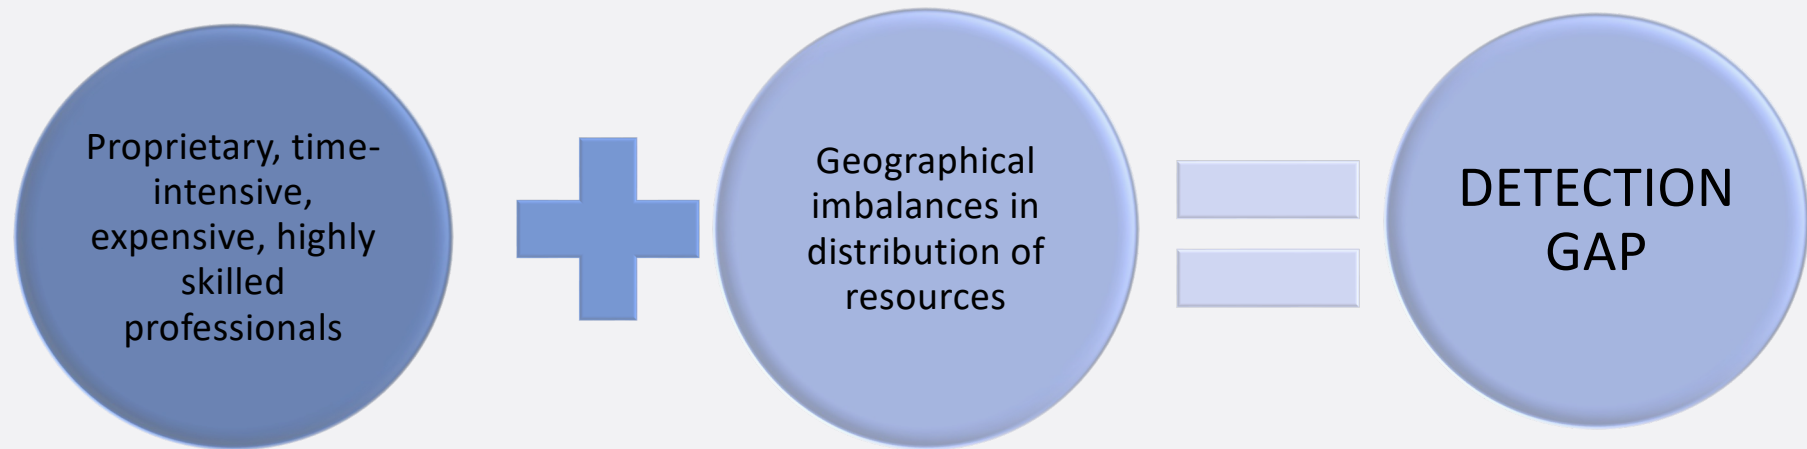 Proprietary, time-
intensive,
expensive, highly
skilled
professionals
Geographical
imbalances in
distribution of
resources
DETECTION
GAP